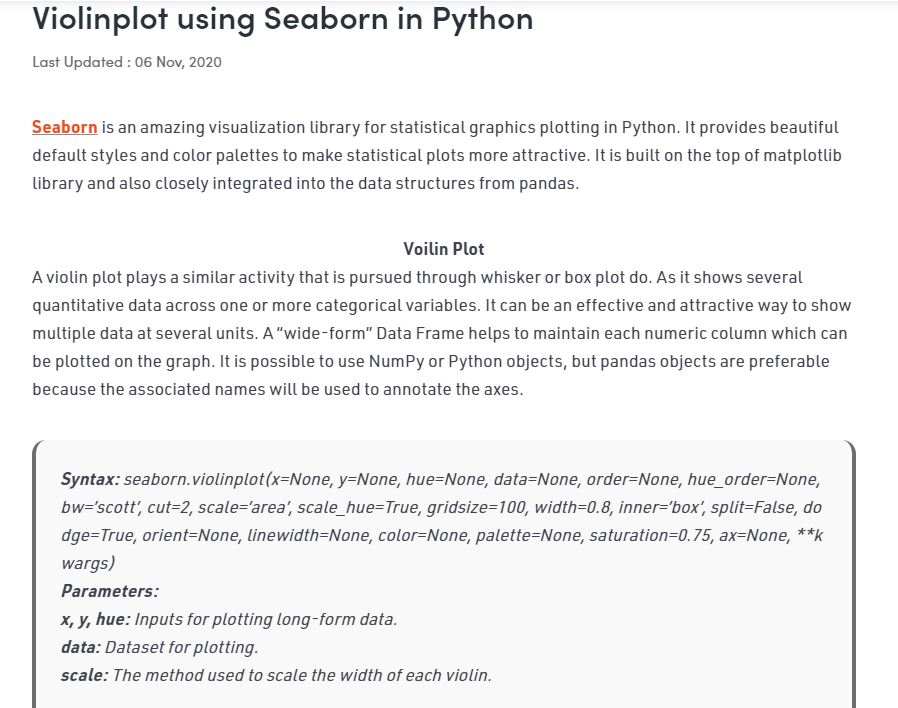 Violinplot using Seaborn in Python
Last Updated : 06 Nov, 2020
Seaborn is an amazing visualization library for statistical graphics plotting in Python. It provides beautiful
default styles and color palettes to make statistical plots more attractive. It is built on the top of matplotlib
library and also closely integrated into the data structures from pandas.
Voilin Plot
A violin plot plays a similar activity that is pursued through whisker or box plot do. As it shows several
quantitative data across one or more categorical variables. It can be an effective and attractive way to show
multiple data at several units. A “wide-form” Data Frame helps to maintain each numeric column which can
be plotted on the graph. It is possible to use NumPy or Python objects, but pandas objects are preferable
because the associated names will be used to annotate the axes.
Syntax: seaborn.violinplot(x=None, y=None, hue=None, data=None, order=None, hue_order=None,
bw=’scott’, cut=2, scale=’area’, scale_hue=True, gridsize=100, width=0.8, inner=’box’, split=False, do
dge=True, orient=None, linewidth=None, color=None, palette=None, saturation=0.75, ax=None, **k
wargs)
Parameters:
x, y, hue: Inputs for plotting long-form data.
data: Dataset for plotting.
scale: The method used to scale the width of each violin.